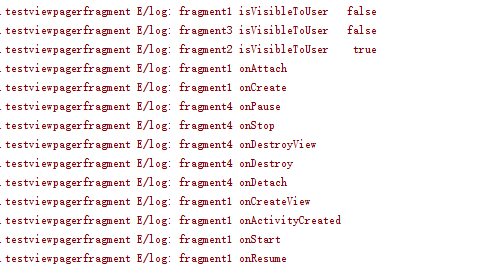 .testviewpagerfragment E/log: fragment1 isVisibleToUser   false
.testviewpagerfragment E/log: fragment3 isVisibleToUser   false
.testviewpagerfragment E/log: fragment2 isVisibleToUser    true
.testviewpagerfragment E/log: fragment1 onAttach
.testviewpagerfragment E/log: fragment1 onCreate
.testviewpagerfragment E/log: fragment4 onPause
.testviewpagerfragment E/log: fragment4 onStop
.testviewpagerfragment E/log: fragment4 onDestroyView
.testviewpagerfragment E/log: fragment4 onDestroy
.testviewpagerfragment E/log: fragment4 onDetach
.testviewpagerfragment E/log: fragment1 onCreateView
.testviewpagerfragment E/log: fragment1 onActivityCreated
.testviewpagerfragment E/log: fragment1 onStart
.testviewpagerfragment E/log: fragment1 onResume